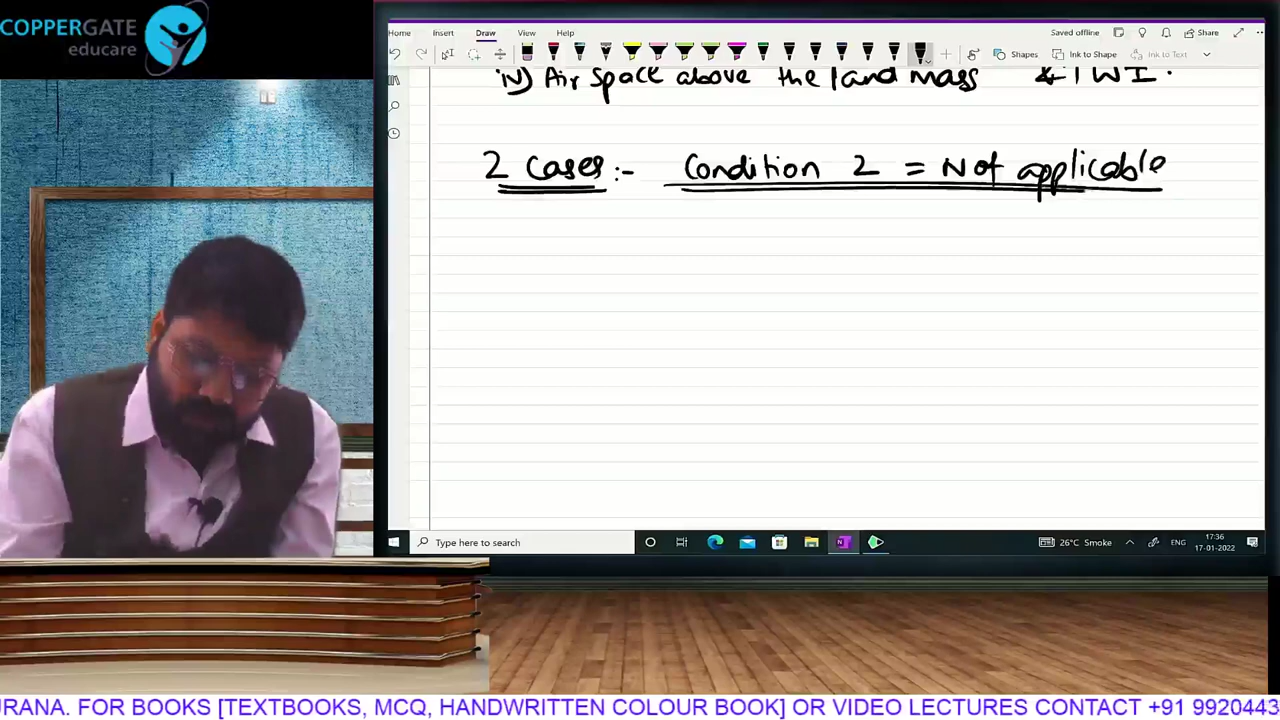 COPPERGATE
educare
Home Insert Draw View Help
Saved offline
Share
Shapes
Ink to Shape
Ink to Text
iv) Air Space above the land mass & TWI.
2 Cases:- Condition 2 = Not applicable
Type here to search
26°C Smoke
ENG
17:36
17-01-2022
URANA. FOR BOOKS [TEXTBOOKS, MCQ, HANDWRITTEN COLOUR BOOK] OR VIDEO LECTURES CONTACT +91 9920443